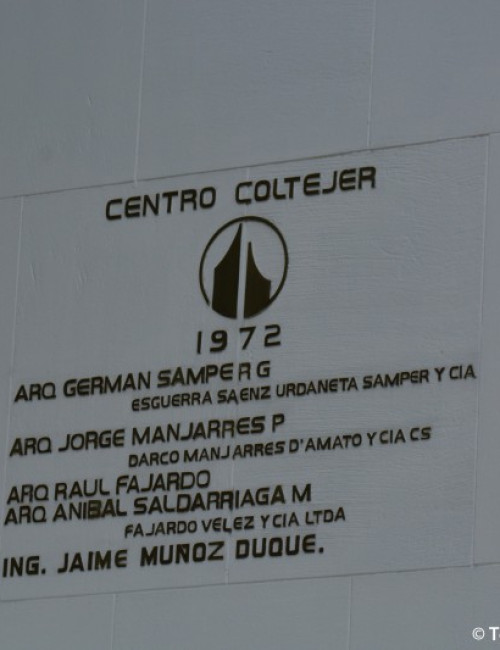 CENTRO COLTEJER
1972
ARQ GERMAN SAMPER G
ESGUERRA SAENZ URDANETA SAMPER Y CIA
ARQ JORGE MANJARRES P
DARCO MANJARRES D'AMATO Y CIA CS
ARQ RAUL FAJARDO
ARQ ANIBAL SALDARRIAGA M
FAJARDO VELEZ Y CIA LTDA
ING. JAIME MUÑOZ DUQUE.
©